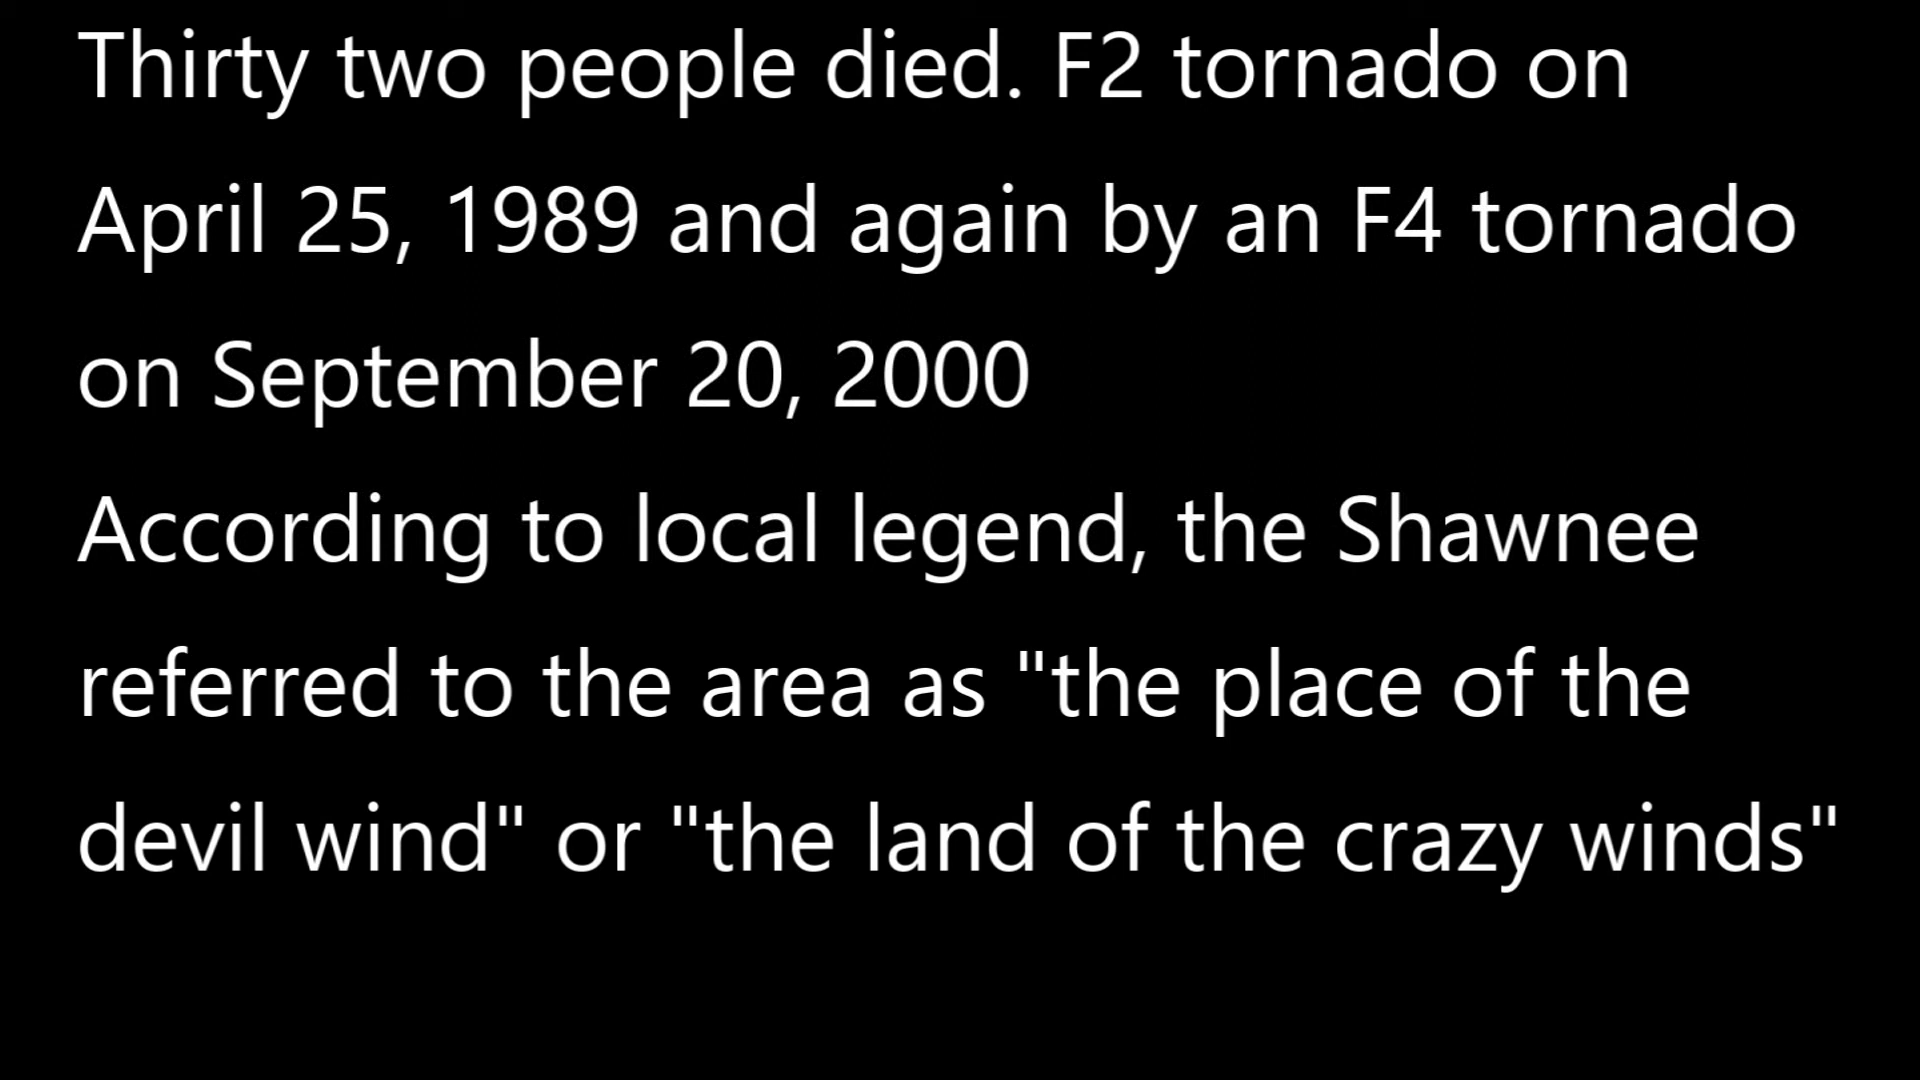 Thirty two people died. F2 tornado on
April 25, 1989 and again by an F4 tornado
on September 20, 2000
According to local legend, the Shawnee
referred to the area as "the place of the
devil wind" or "the land of the crazy winds"